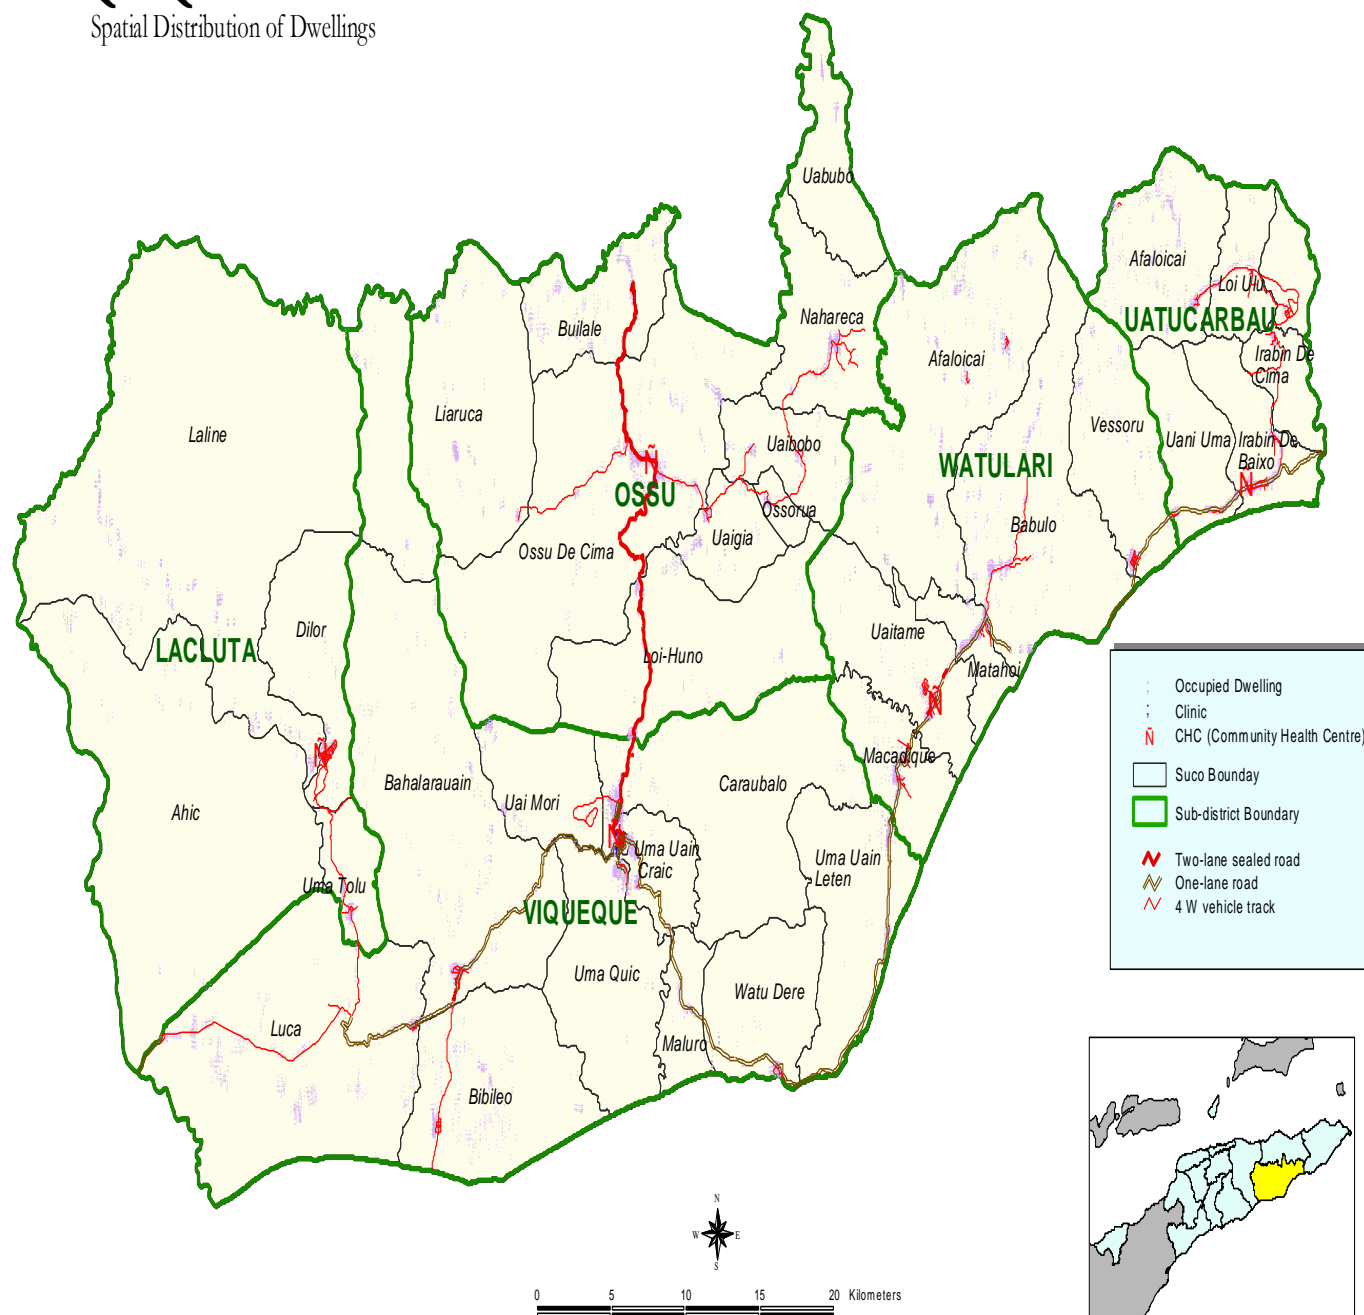 Spatial Distribution of Dwellings
Uabubo
Afaloicai
Loi Ulu
UATUCARBAU
Nahareca
Builale
Afaloicai
Irabin De
Cima
Liaruca
Laline
Vessoru
Uaibobo
Uani Uma
Irabin De
Baixo
WATULARI
Ñ
Ñ
OSSU
Ossorua
Babulo
Uaigia
Ossu De Cima
Dilor
Uaitame
LACLUTA
Loi-Huno
Matahoi
Ñ
Ñ
Macadique
Bahalarauain
Caraubalo
Uai Mori
Ahic
Ñ
Uma Uain
Craic
Uma Uain
Leten
Uma Tolu
VIQUEQUE
Uma Quic
Watu Dere
Luca
Maluro
Bibileo
Occupied Dwelling
Clinic
Ñ CHC (Community Health Centre)
Suco Bounday
Sub-district Boundary
Two-lane sealed road
One-lane road
4 W vehicle track
N
W E
S
0 5 10 15 20 Kilometers